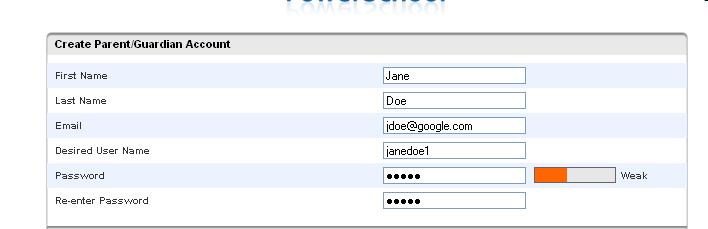 PowerSchool
Create Parent/Guardian Account
First Name Jane
Last Name Doe
Email jdoe@google.com
Desired User Name janedoe1
Password ●●●●● Weak
Re-enter Password ●●●●●